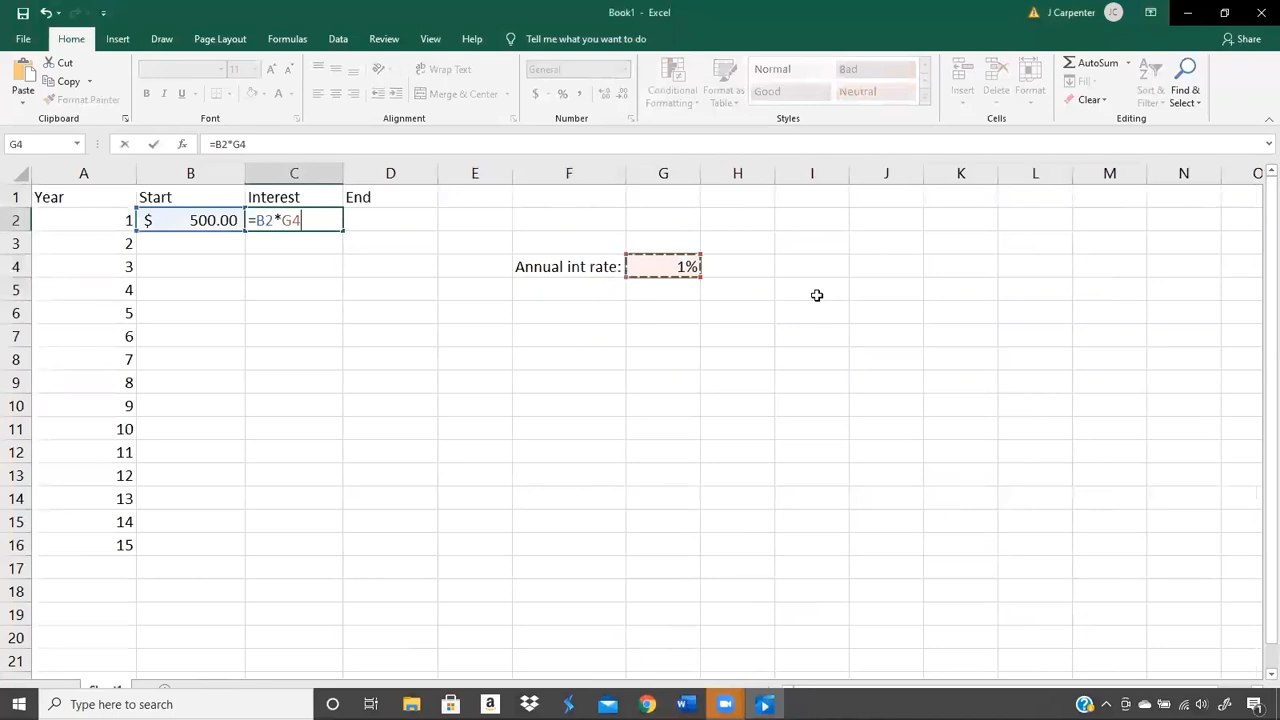 Book1 - Excel
J Carpenter
JC
File
Home
Insert
Draw
Page Layout
Formulas
Data
Review
View
Help
Tell me what you want to do
Share
Paste
Cut
Copy
Format Painter
Clipboard
11
B I U
Font
Wrap Text
Merge & Center
Alignment
General
$ % ,
Number
Conditional Formatting
Format as Table
Normal
Bad
Good
Neutral
Styles
Insert
Delete
Format
Cells
AutoSum
Fill
Clear
Sort & Filter
Find & Select
Editing
G4
fx
=B2*G4
A B C D E F G H I J K L M N O
1 Year Start Interest End
2 1 $ 500.00 =B2*G4
3 2
4 3 Annual int rate: 1%
5 4
6 5
7 6
8 7
9 8
10 9
11 10
12 11
13 12
14 13
15 14
16 15
17
18
19
20
21
Type here to search